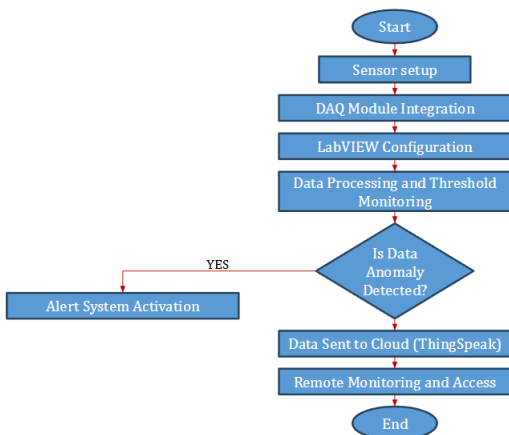 Start
Sensor setup
DAQ Module Integration
LabVIEW Configuration
Data Processing and Threshold
Monitoring
Is Data
Anomaly
Detected?
YES
Alert System Activation
Data Sent to Cloud (ThingSpeak)
Remote Monitoring and Access
End